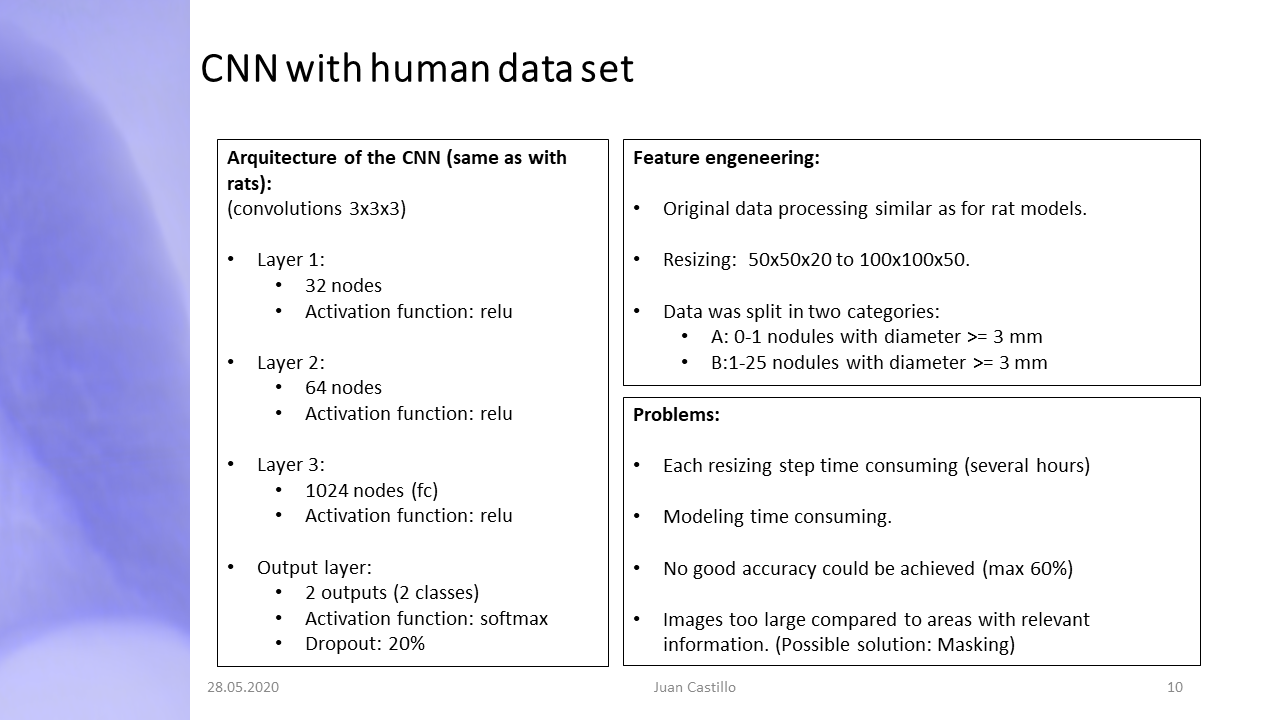 CNN with human data set
Arquitecture of the CNN (same as with
rats):
(convolutions 3x3x3)
• Layer 1:
• 32 nodes
• Activation function: relu
• Layer 2:
• 64 nodes
• Activation function: relu
• Layer 3:
• 1024 nodes (fc)
• Activation function: relu
• Output layer:
• 2 outputs (2 classes)
• Activation function: softmax
• Dropout: 20%
Feature engeneering:
• Original data processing similar as for rat models.
• Resizing: 50x50x20 to 100x100x50.
• Data was split in two categories:
• A: 0-1 nodules with diameter >= 3 mm
• B:1-25 nodules with diameter >= 3 mm
Problems:
• Each resizing step time consuming (several hours)
• Modeling time consuming.
• No good accuracy could be achieved (max 60%)
• Images too large compared to areas with relevant
information. (Possible solution: Masking)
28.05.2020
Juan Castillo
10